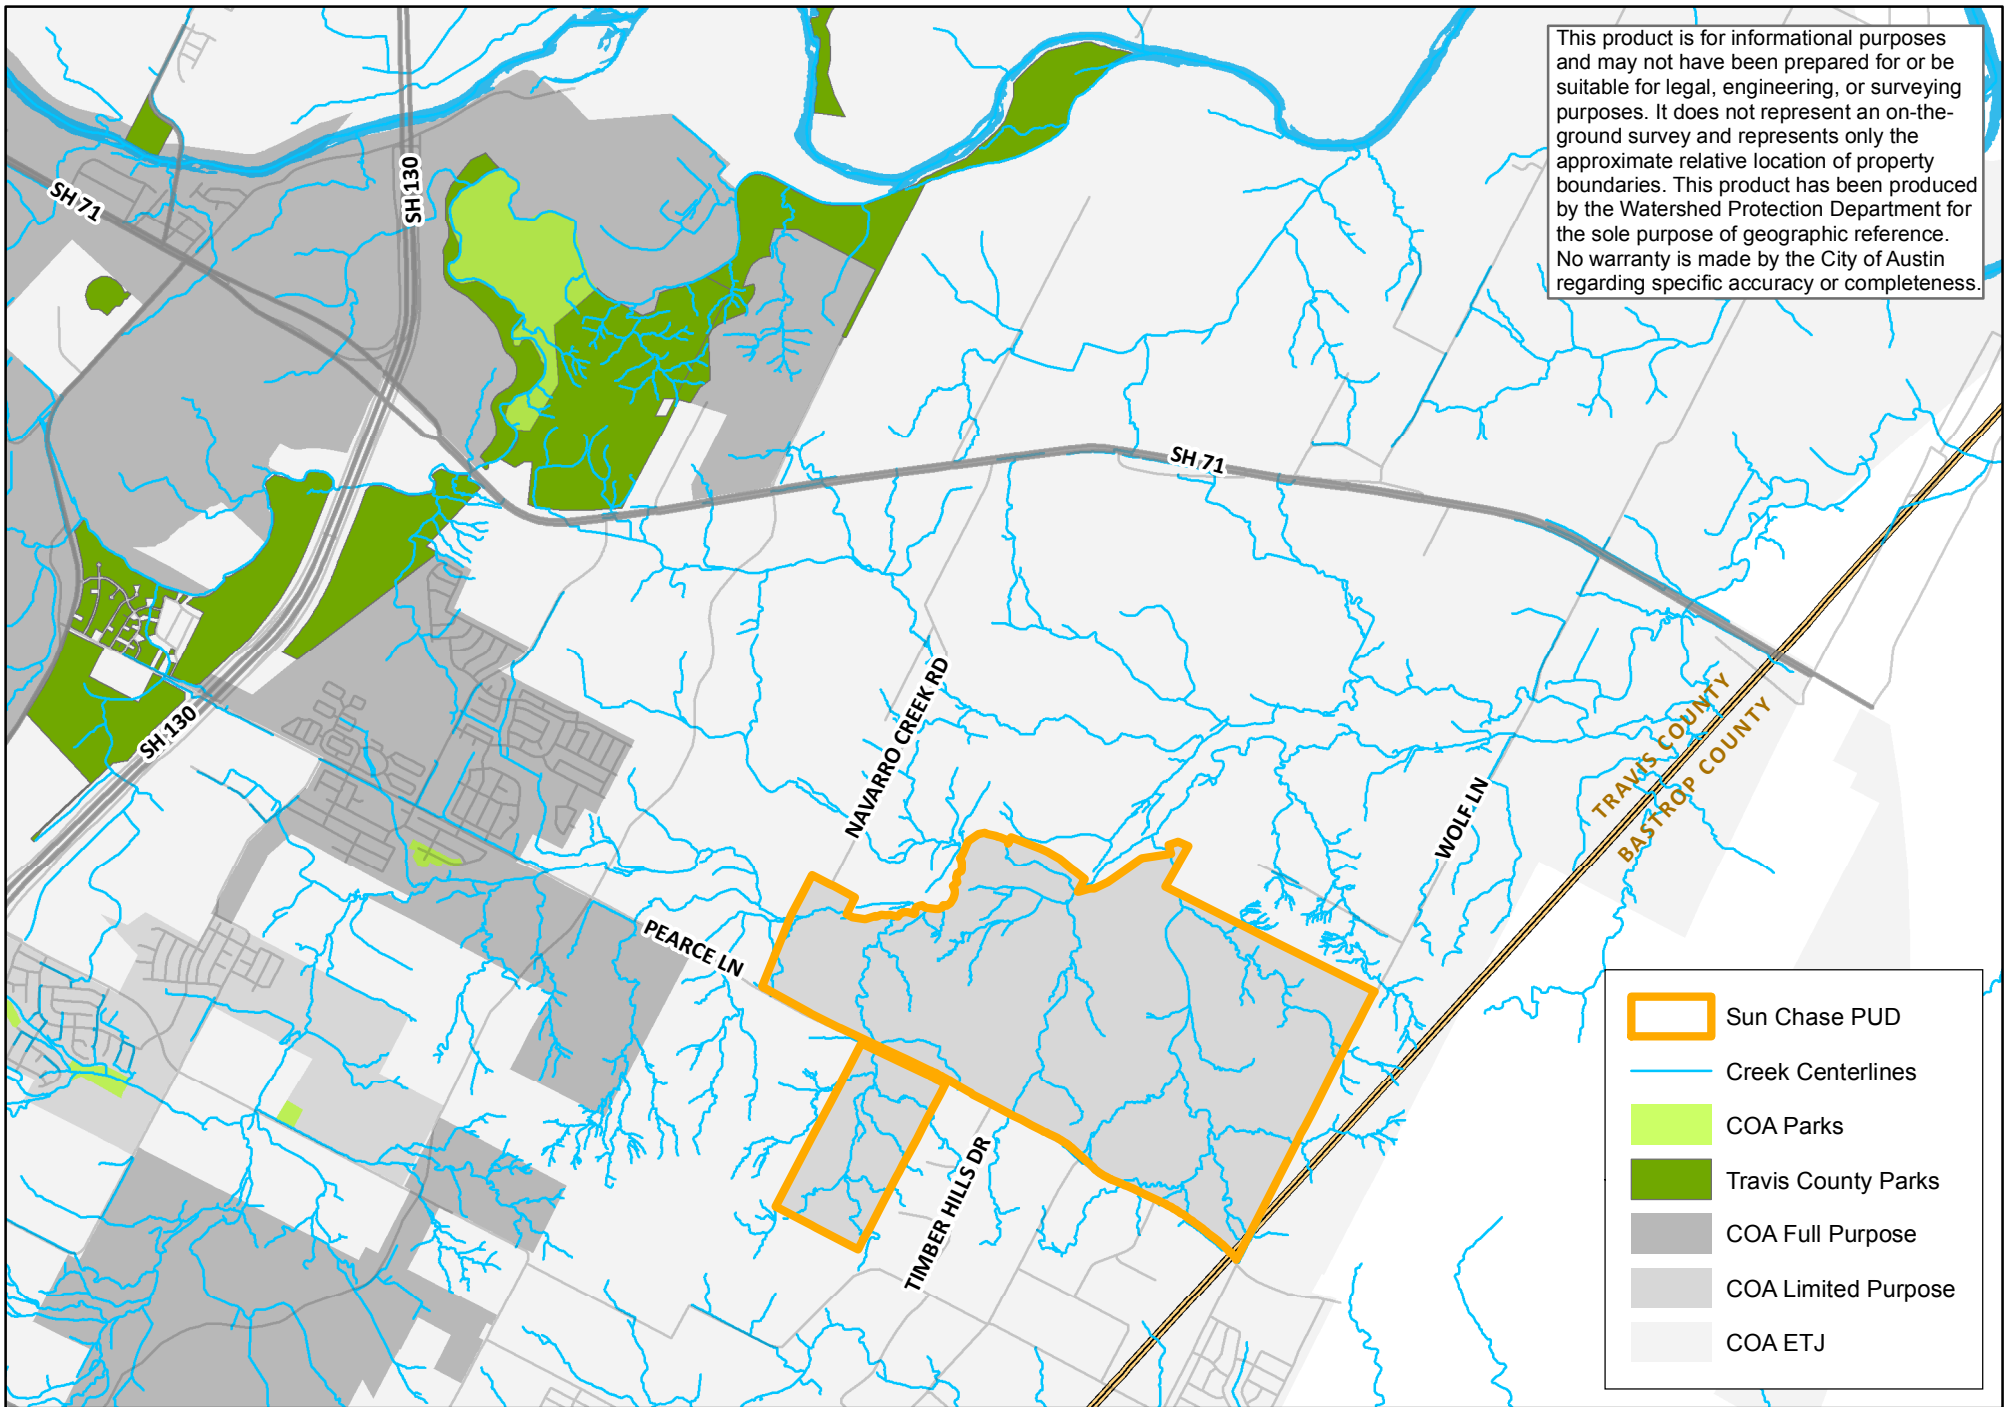 This product is for informational purposes
and may not have been prepared for or be
suitable for legal, engineering, or surveying
purposes. It does not represent an on-the-
ground survey and represents only the
approximate relative location of property
boundaries. This product has been produced
by the Watershed Protection Department for
the sole purpose of geographic reference.
No warranty is made by the City of Austin
regarding specific accuracy or completeness.
SH 71
SH 130
SH 71
SH 130
NAVARRO CREEK RD
WOLF LN
TRAVIS COUNTY
BASTROP COUNTY
PEARCE LN
TIMBER HILLS DR
Sun Chase PUD
Creek Centerlines
COA Parks
Travis County Parks
COA Full Purpose
COA Limited Purpose
COA ETJ